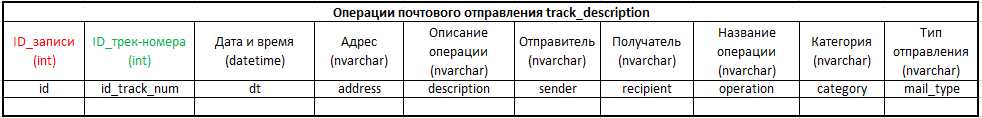 Операции почтового отправления track_description
ID_записи (int) ID_трек-номера (int) Дата и время (datetime) Адрес (nvarchar) Описание операции (nvarchar) Отправитель (nvarchar) Получатель (nvarchar) Название операции (nvarchar) Категория (nvarchar) Тип отправления (nvarchar)
id id_track_num dt address description sender recipient operation category mail_type